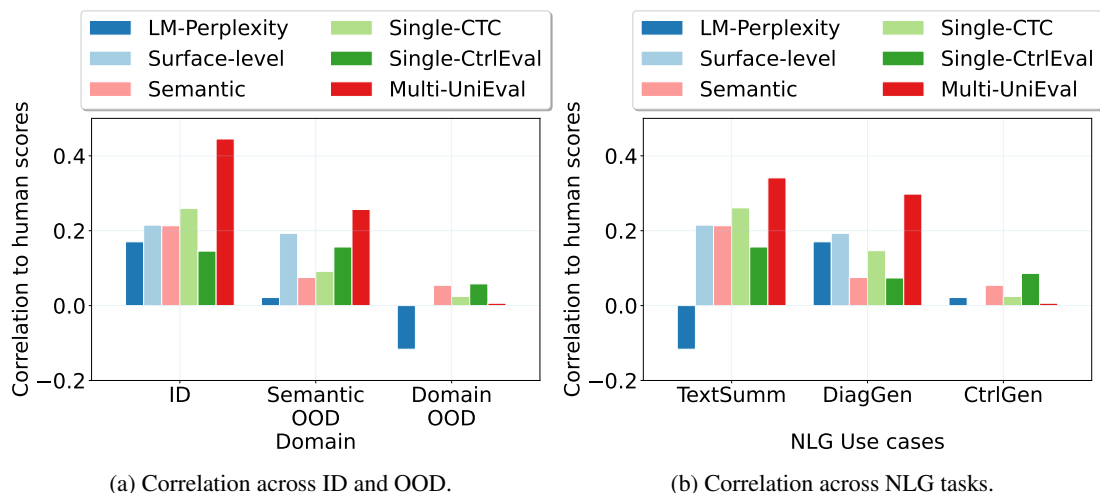 LM-Perplexity Single-CTC
Surface-level Single-CtrlEval
Semantic Multi-UniEval
Correlation to human scores
0.4
0.2
0.0
−0.2
ID Semantic OOD Domain OOD
Domain
(a) Correlation across ID and OOD.
LM-Perplexity Single-CTC
Surface-level Single-CtrlEval
Semantic Multi-UniEval
Correlation to human scores
0.4
0.2
0.0
−0.2
TextSumm DiagGen CtrlGen
NLG Use cases
(b) Correlation across NLG tasks.